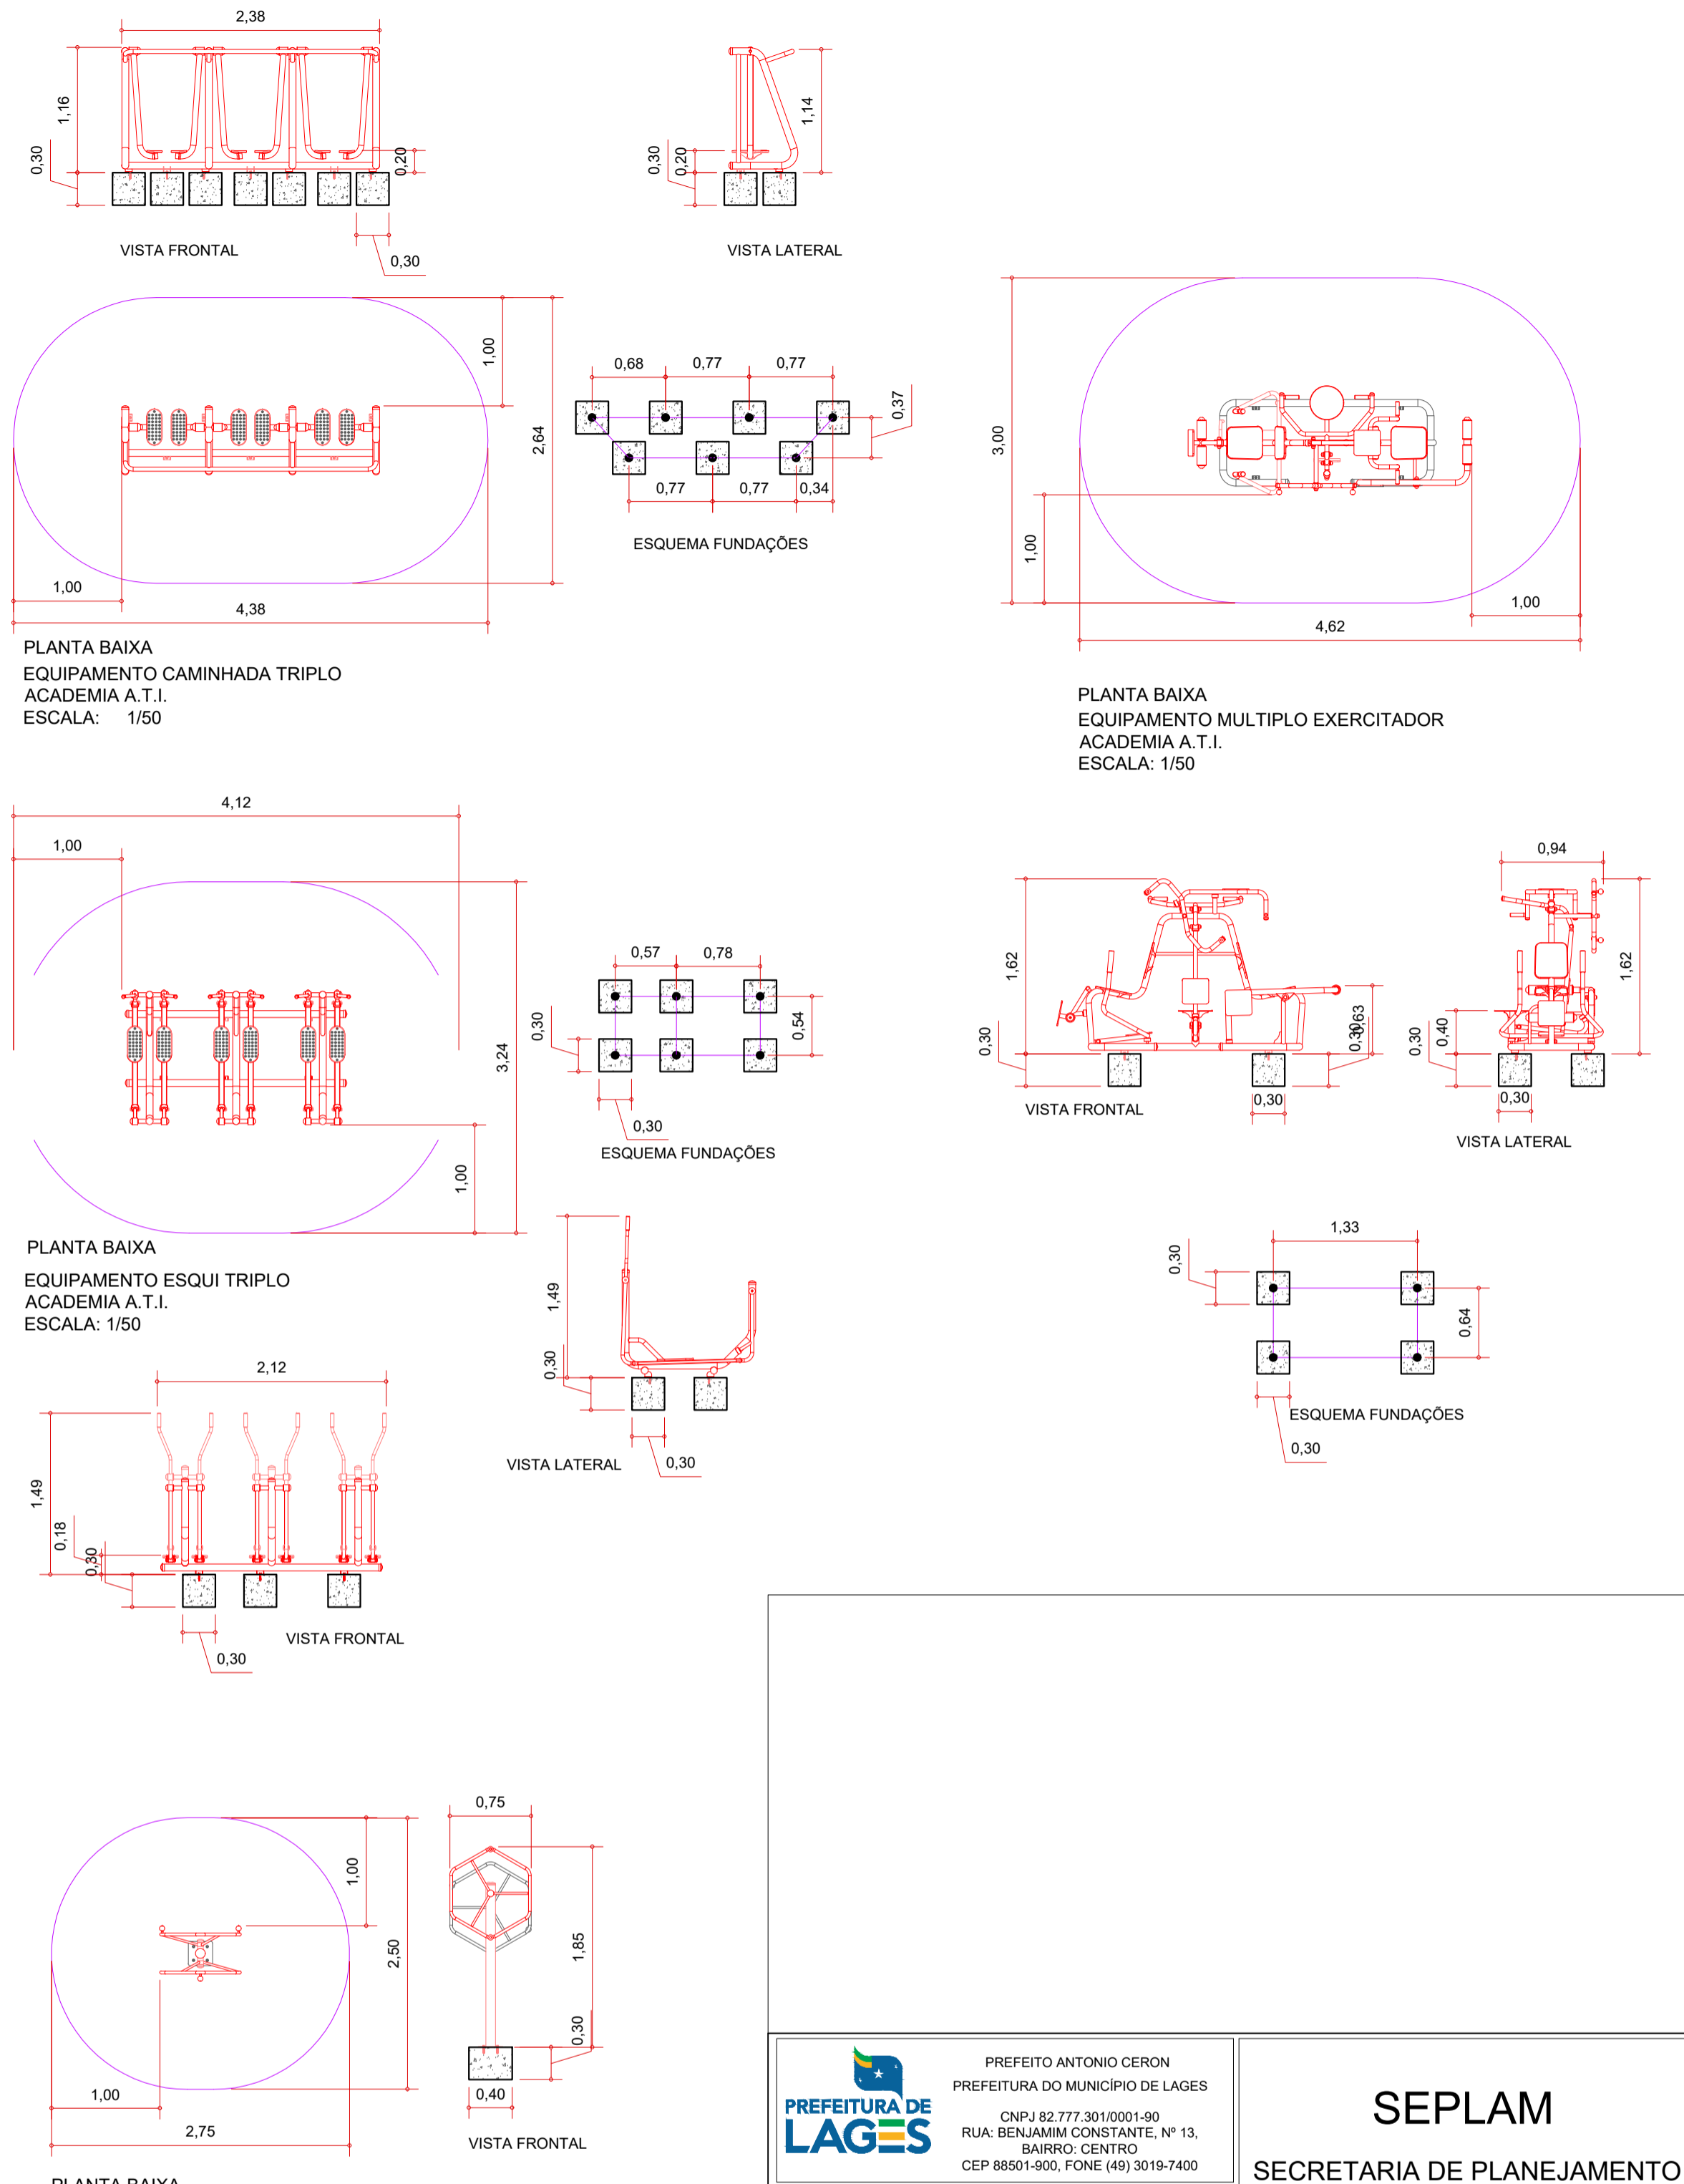 2,38
1,16
0,30
0,20
VISTA FRONTAL
0,30
1,14
0,30
0,20
VISTA LATERAL
1,00
2,64
1,00
4,38
0,68
0,77
0,77
0,37
0,77
0,77
0,34
ESQUEMA FUNDAÇÕES
PLANTA BAIXA
EQUIPAMENTO CAMINHADA TRIPLO
ACADEMIA A.T.I.
ESCALA: 1/50
3,00
1,00
1,00
4,62
PLANTA BAIXA
EQUIPAMENTO MULTIPLO EXERCITADOR
ACADEMIA A.T.I.
ESCALA: 1/50
4,12
1,00
3,24
1,00
0,57
0,78
0,30
0,54
0,30
ESQUEMA FUNDAÇÕES
PLANTA BAIXA
EQUIPAMENTO ESQUI TRIPLO
ACADEMIA A.T.I.
ESCALA: 1/50
1,62
0,30
0,30
0,63
0,30
VISTA FRONTAL
0,94
1,62
0,30
0,40
0,30
VISTA LATERAL
1,49
0,30
VISTA LATERAL
0,30
1,33
0,30
0,64
ESQUEMA FUNDAÇÕES
0,30
2,12
1,49
0,18
0,30
VISTA FRONTAL
0,30
1,00
2,50
1,00
2,75
0,75
1,85
0,30
0,40
VISTA FRONTAL
PLANTA BAIXA
PREFEITURA DE
LAGES
PREFEITO ANTONIO CERON
PREFEITURA DO MUNICÍPIO DE LAGES
CNPJ 82.777.301/0001-90
RUA: BENJAMIM CONSTANTE, Nº 13,
BAIRRO: CENTRO
CEP 88501-900, FONE (49) 3019-7400
SEPLAM
SECRETARIA DE PLANEJAMENTO